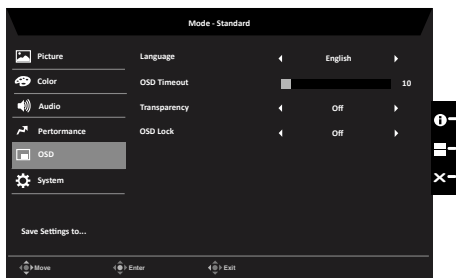 Mode - Standard
Picture
Language English
Color
OSD Timeout 10
Audio
Transparency Off
Pertormance
OSD Lock Off
OSD
System
Save Settings to...
Move Enter Exit